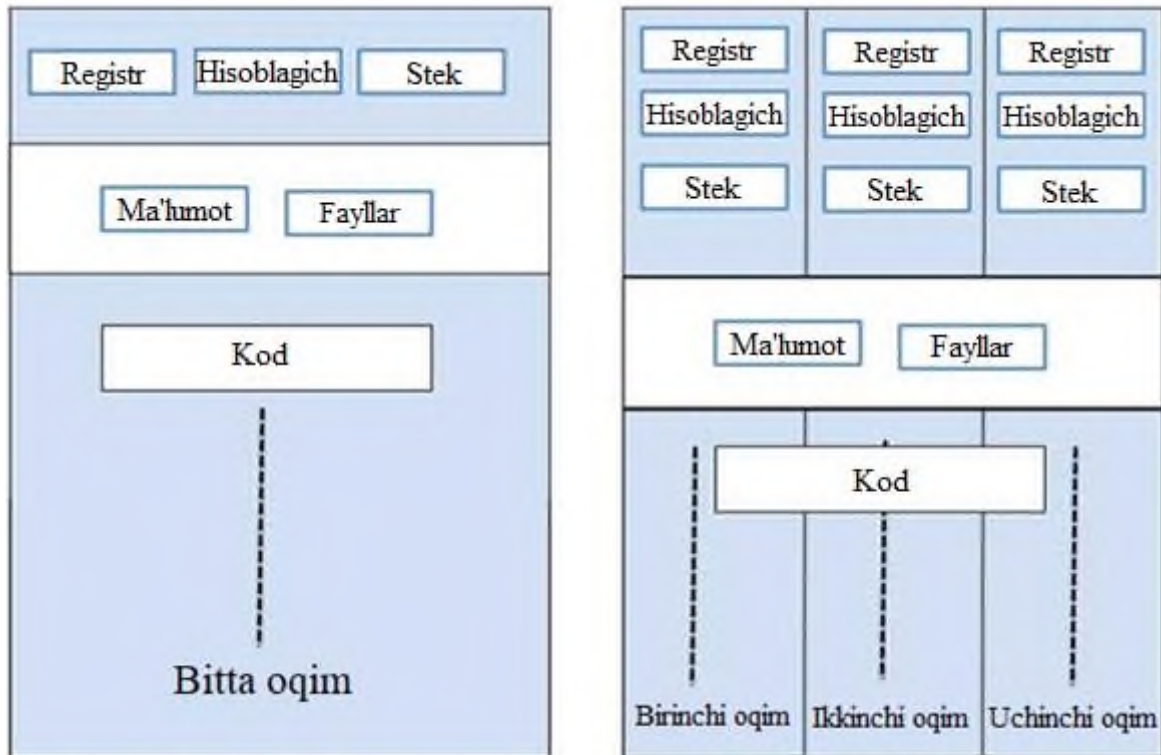 Registr Hisoblagich Stek
Ma'lumot Fayllar
Kod
Bitta oqim
Registr Registr Registr
Hisoblagich Hisoblagich Hisoblagich
Stek Stek Stek
Ma'lumot Fayllar
Kod
Birinchi oqim Ikkinchi oqim Uchinchi oqim